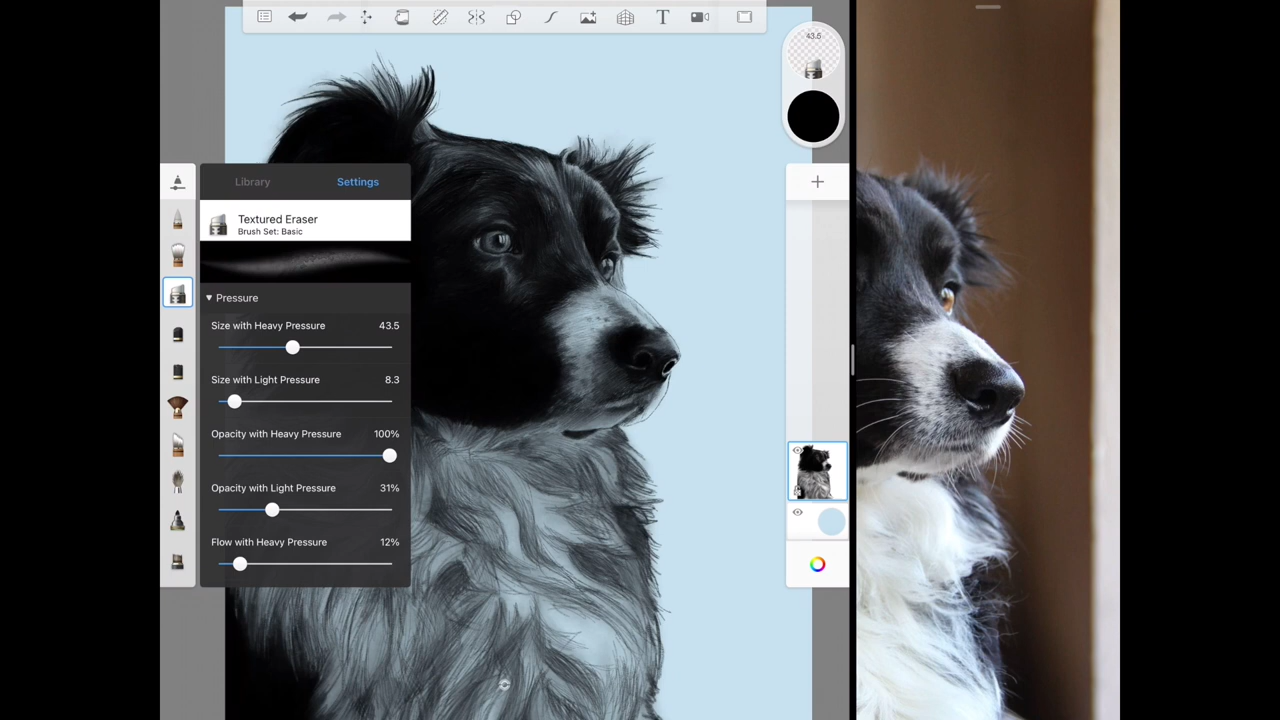 T
43.5
Library
Settings
Textured Eraser
Brush Set: Basic
Pressure
Size with Heavy Pressure 43.5
Size with Light Pressure 8.3
Opacity with Heavy Pressure 100%
Opacity with Light Pressure 31%
Flow with Heavy Pressure 12%